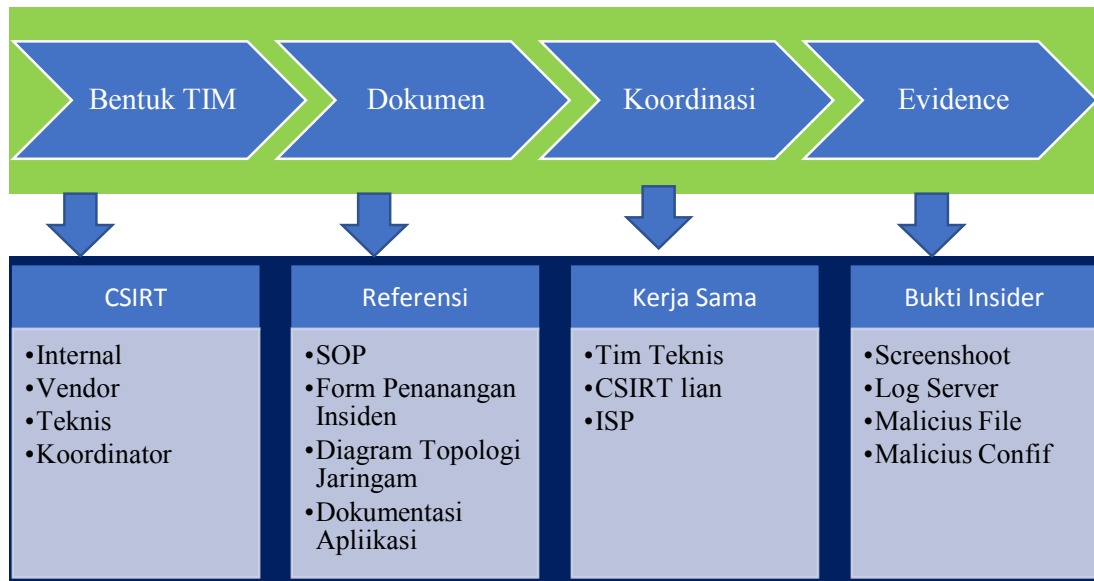 Bentuk TIM
Dokumen
Koordinasi
Evidence
CSIRT
•Internal
•Vendor
•Teknis
•Koordinator
Referensi
•SOP
•Form Penanangan
Insiden
•Diagram Topologi
Jaringam
•Dokumentasi
Apliikasi
Kerja Sama
•Tim Teknis
•CSIRT lian
•ISP
Bukti Insider
•Screenshoot
•Log Server
•Malicius File
•Malicius Confif